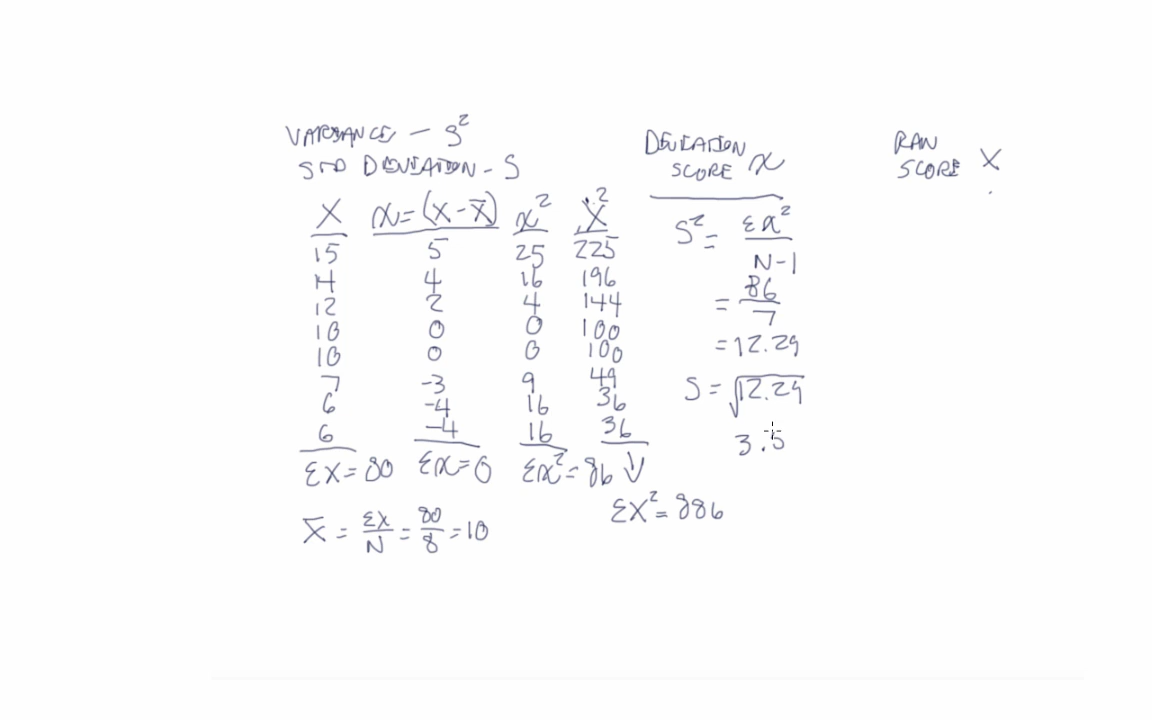 VARIANCE - S²
STD DEVIATION - S
DEVIATION
SCORE x
RAW
SCORE X
X x=(X-X̄) x² X²
15 5 25 225
14 4 16 196
12 2 4 144
10 0 0 100
10 0 0 100
7 -3 9 49
6 -4 16 36
6 -4 16 36
ΣX=80 Σx=0 Σx²=86
ΣX²=886
X̄ = ΣX/N = 80/8 = 10
S² = Σx²/N-1
= 86/7
= 12.29
S = √12.29
3.5